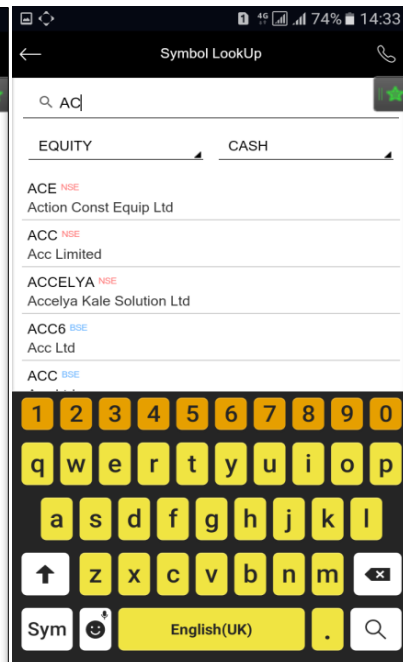 1 4G 74% 14:33
Symbol LookUp
AC
EQUITY CASH
ACE NSE
Action Const Equip Ltd
ACC NSE
Acc Limited
ACCELYA NSE
Accelya Kale Solution Ltd
ACC6 BSE
Acc Ltd
ACC BSE
1 2 3 4 5 6 7 8 9 0
q w e r t y u i o p
a s d f g h j k l
z x c v b n m
Sym English(UK) .